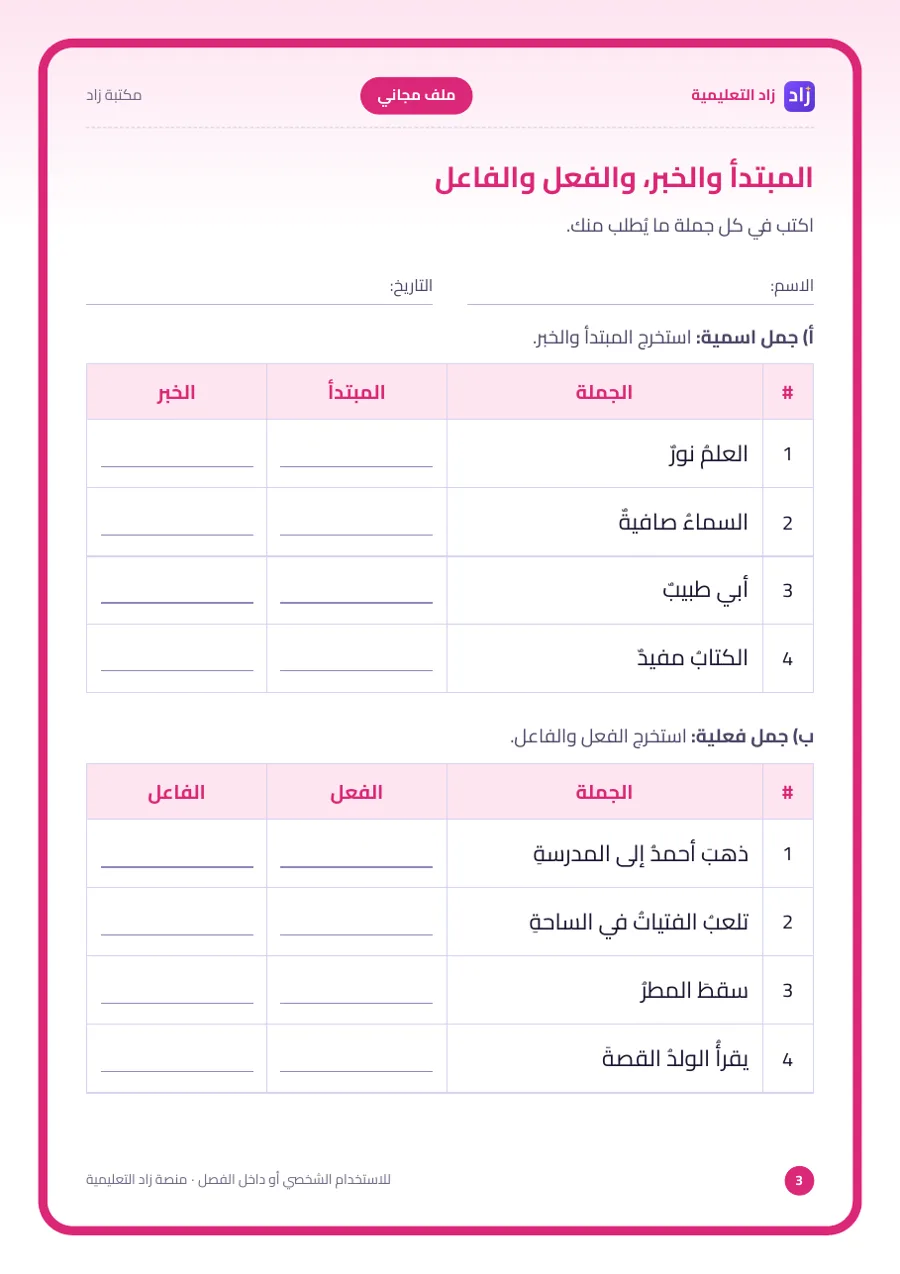 زاد زاد التعليمية
ملف مجاني
مكتبة زاد
المبتدأ والخبر، والفعل والفاعل
اكتب في كل جملة ما يُطلب منك.
الاسم: التاريخ:
أ) جمل اسمية: استخرج المبتدأ والخبر.
# الجملة المبتدأ الخبر
1 العلمُ نورٌ
2 السماءُ صافيةٌ
3 أبي طبيبٌ
4 الكتابُ مفيدٌ
ب) جمل فعلية: استخرج الفعل والفاعل.
# الجملة الفعل الفاعل
1 ذهبَ أحمدُ إلى المدرسةِ
2 تلعبُ الفتياتُ في الساحةِ
3 سقطَ المطرُ
4 يقرأُ الولدُ القصةَ
3 للاستخدام الشخصي أو داخل الفصل · منصة زاد التعليمية